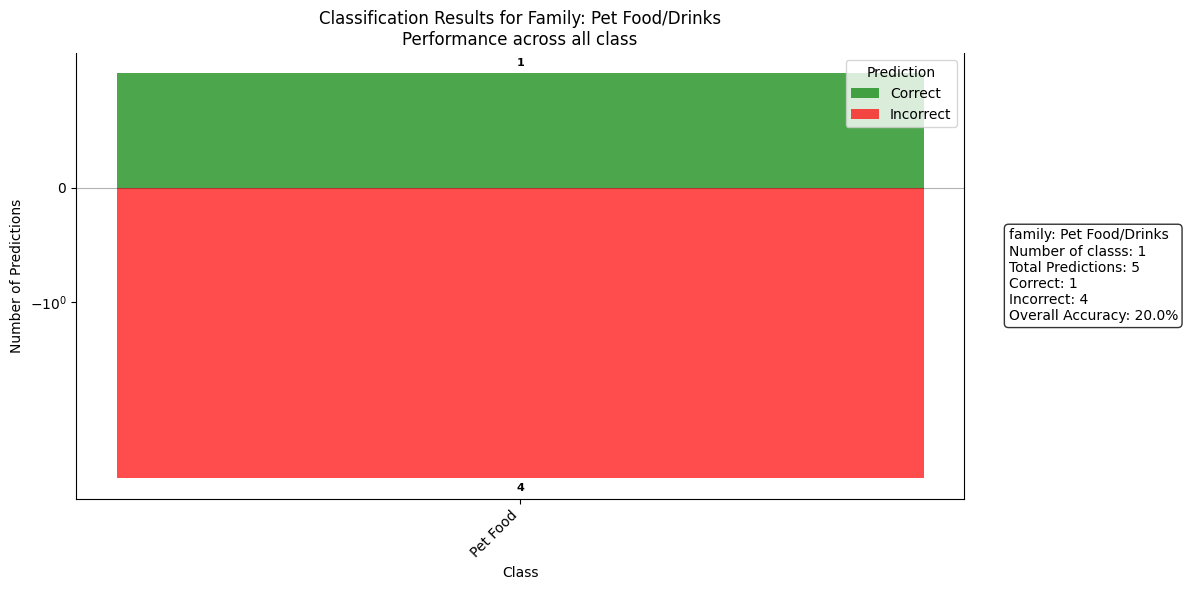 Classification Results for Family: Pet Food/Drinks
Performance across all class
1
Prediction
Correct
Incorrect
0
−10⁰
Number of Predictions
family: Pet Food/Drinks
Number of classs: 1
Total Predictions: 5
Correct: 1
Incorrect: 4
Overall Accuracy: 20.0%
4
Pet Food
Class